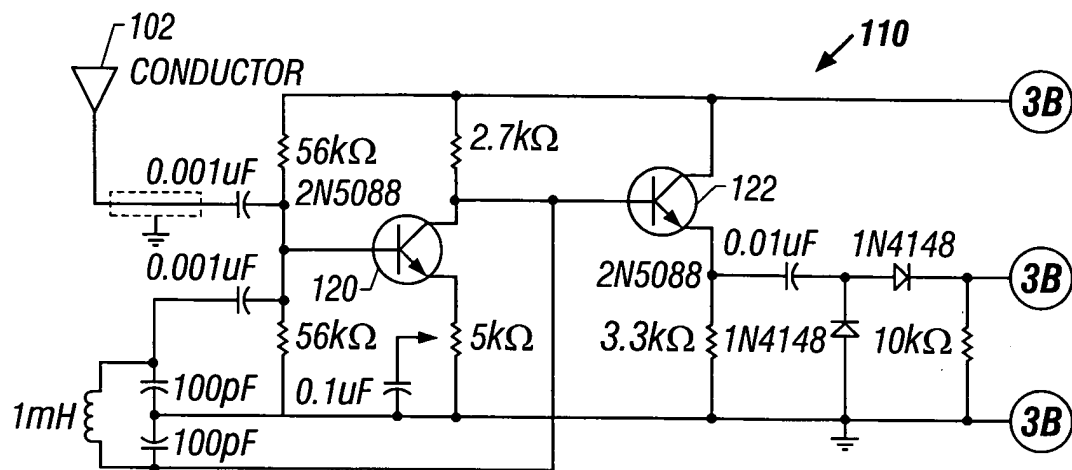 102
CONDUCTOR
110
3B
56kΩ
2.7kΩ
0.001uF
2N5088
122
0.01uF
1N4148
0.001uF
120
2N5088
3B
56kΩ
5kΩ
3.3kΩ
1N4148
10kΩ
100pF
0.1uF
1mH
100pF
3B